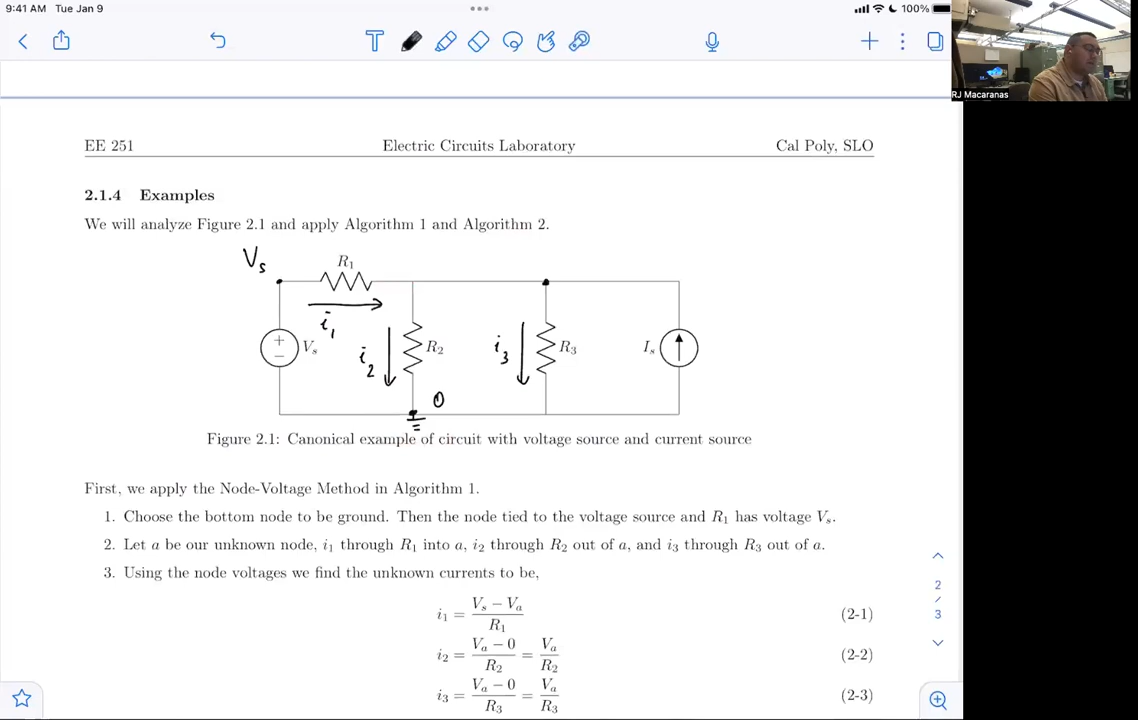 9:41 AM Tue Jan 9
100%
RJ Macaranas
EE 251 Electric Circuits Laboratory Cal Poly, SLO
2.1.4 Examples
We will analyze Figure 2.1 and apply Algorithm 1 and Algorithm 2.
Vs
R1
i1
Vs
i2
R2
i3
R3
Is
0
Figure 2.1: Canonical example of circuit with voltage source and current source
First, we apply the Node-Voltage Method in Algorithm 1.
1. Choose the bottom node to be ground. Then the node tied to the voltage source and R1 has voltage Vs.
2. Let a be our unknown node, i1 through R1 into a, i2 through R2 out of a, and i3 through R3 out of a.
3. Using the node voltages we find the unknown currents to be,
i1 = (Vs − Va)/R1 (2-1)
i2 = (Va − 0)/R2 = Va/R2 (2-2)
i3 = (Va − 0)/R3 = Va/R3 (2-3)
2
/
3